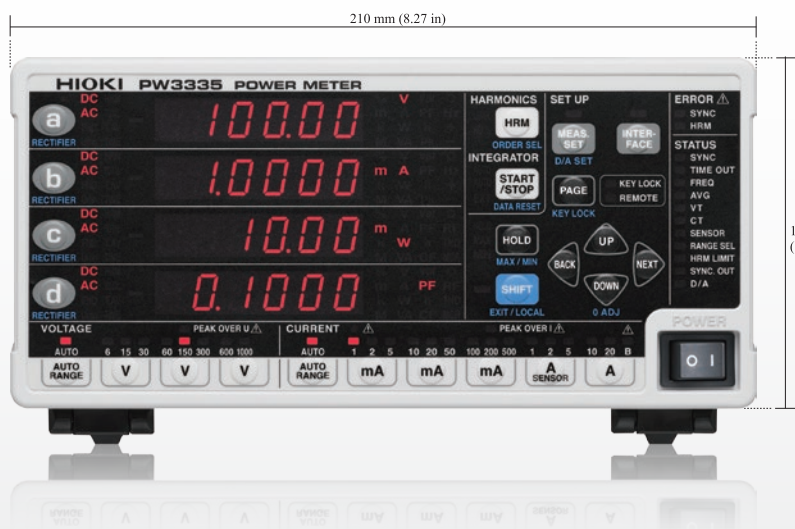 210 mm (8.27 in)
HIOKI PW3335 POWER METER
DC
AC
a
RECTIFIER
100.00
V
DC
AC
b
RECTIFIER
1.0000
m A
DC
AC
c
RECTIFIER
10.00
m
W
DC
AC
d
RECTIFIER
0.1000
PF
HARMONICS
HRM
ORDER SEL
INTEGRATOR
START
/STOP
DATA RESET
HOLD
MAX / MIN
SHIFT
EXIT / LOCAL
SET UP
MEAS.
SET
INTER-
FACE
D/A SET
PAGE
KEY LOCK
REMOTE
KEY LOCK
UP
BACK
NEXT
DOWN
0 ADJ
ERROR ⚠
SYNC
HRM
STATUS
SYNC
TIME OUT
FREQ
AVG
VT
CT
SENSOR
RANGE SEL
HRM LIMIT
SYNC. OUT
D/A
VOLTAGE PEAK OVER U ⚠
AUTO 6 15 30 60 150 300 600 1000
AUTO
RANGE
V V V
CURRENT ⚠ PEAK OVER I ⚠ ⚠
AUTO 1 2 5 10 20 50 100 200 500 1 2 5 10 20 B
AUTO
RANGE
mA mA mA
A
SENSOR
A
POWER
O I
1
(